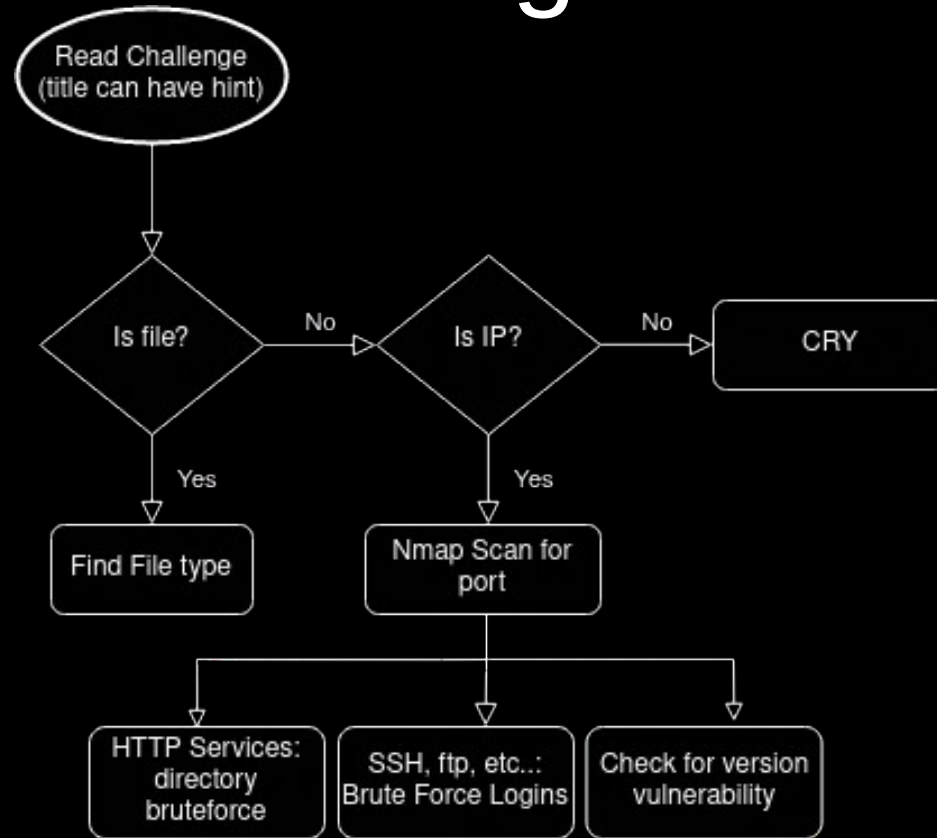 Read Challenge
(title can have hint)
Is file?
No
Is IP?
No
CRY
Yes
Yes
Find File type
Nmap Scan for
port
HTTP Services:
directory
bruteforce
SSH, ftp, etc..:
Brute Force Logins
Check for version
vulnerability